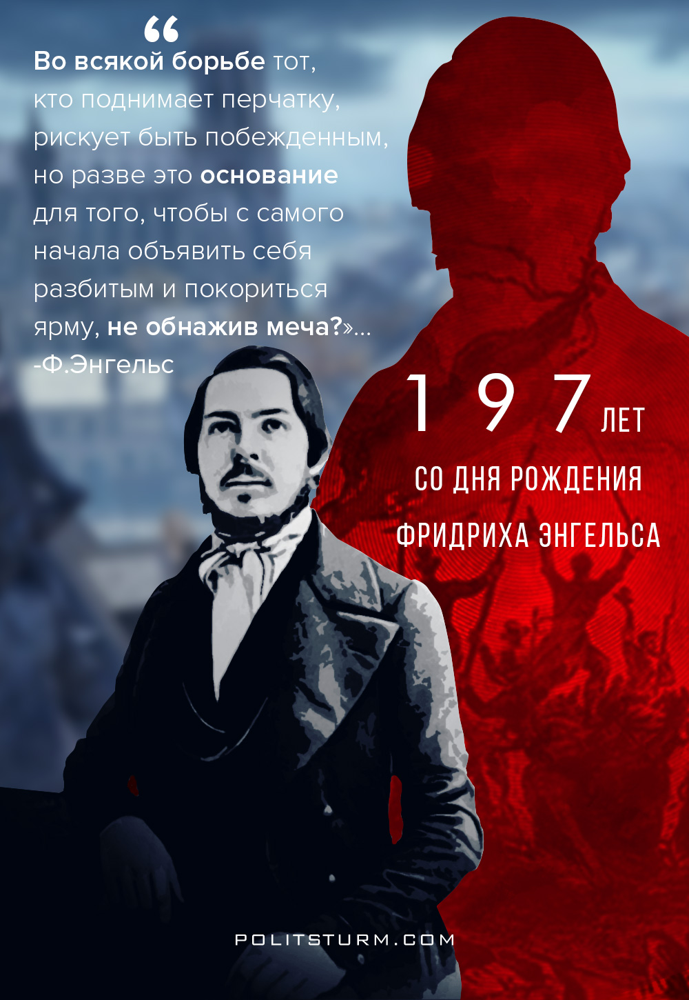 “
Во всякой борьбе тот,
кто поднимает перчатку,
рискует быть побежденным,
но разве это основание
для того, чтобы с самого
начала объявить себя
разбитым и покориться
ярму, не обнажив меча?»...
-Ф.Энгельс
197 ЛЕТ
СО ДНЯ РОЖДЕНИЯ
ФРИДРИХА ЭНГЕЛЬСА
POLITSTURM.COM